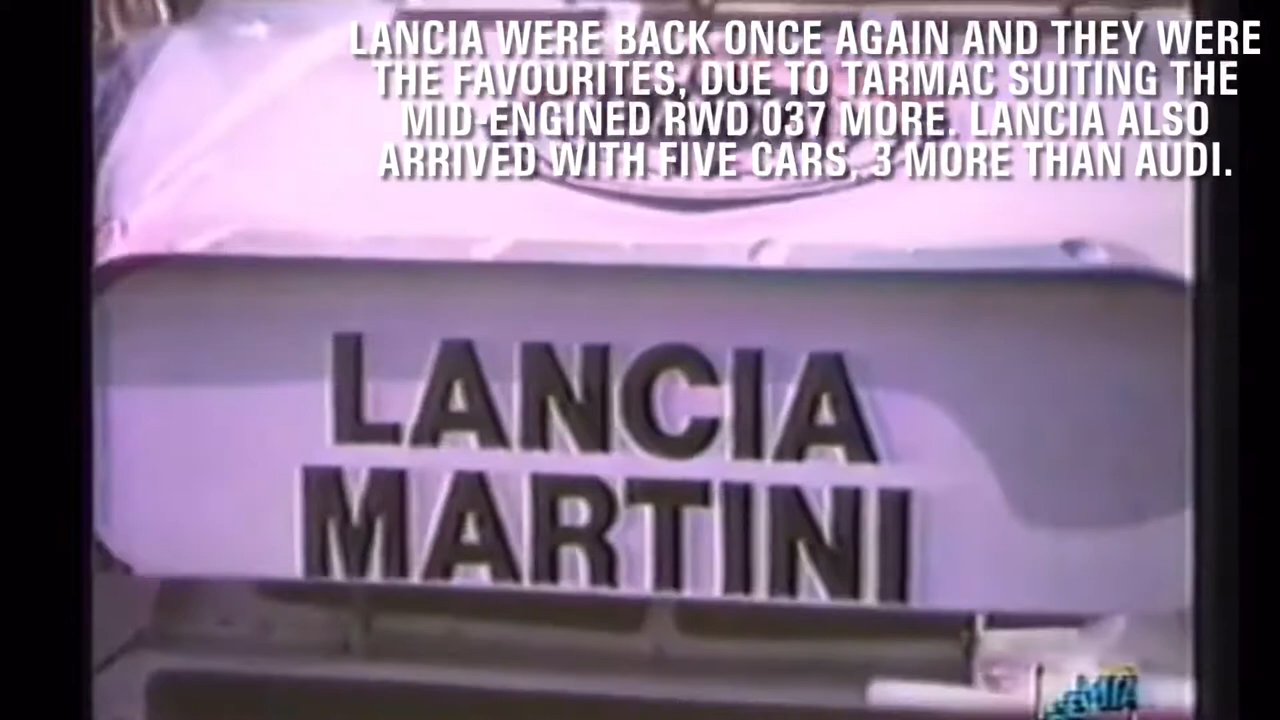 LANCIA WERE BACK ONCE AGAIN AND THEY WERE
THE FAVOURITES, DUE TO TARMAC SUITING THE
MID-ENGINED RWD 037 MORE. LANCIA ALSO
ARRIVED WITH FIVE CARS, 3 MORE THAN AUDI.
LANCIA
MARTINI